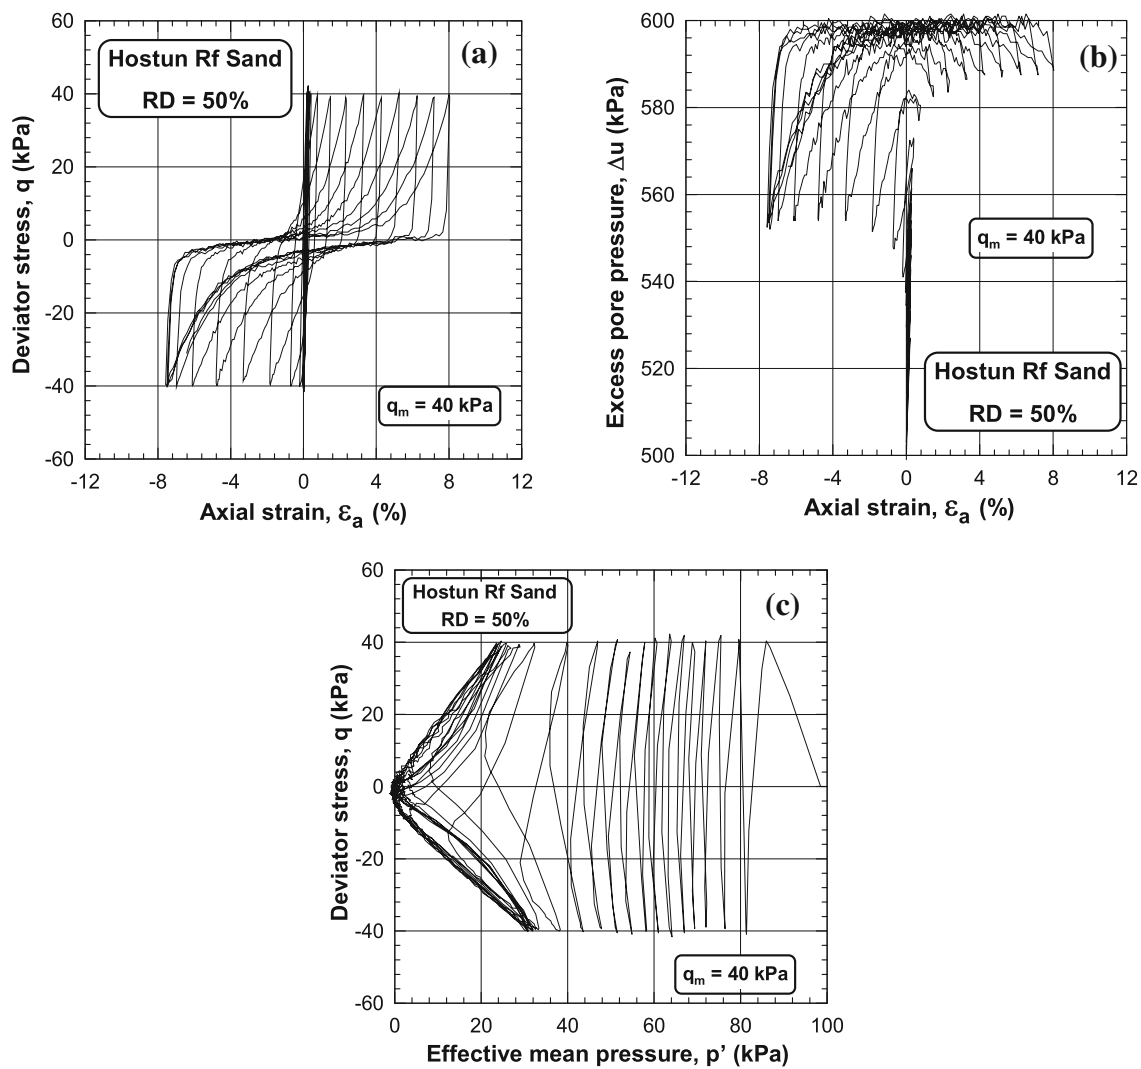 60
40
20
0
-20
-40
-60
Deviator stress, q (kPa)
Hostun Rf Sand
RD = 50%
(a)
qm = 40 kPa
-12
-8
-4
0
4
8
12
Axial strain, εa (%)
600
580
560
540
520
500
Excess pore pressure, Δu (kPa)
(b)
qm = 40 kPa
Hostun Rf Sand
RD = 50%
-12
-8
-4
0
4
8
12
Axial strain, εa (%)
60
40
20
0
-20
-40
-60
Deviator stress, q (kPa)
Hostun Rf Sand
RD = 50%
(c)
qm = 40 kPa
0
20
40
60
80
100
Effective mean pressure, p’ (kPa)